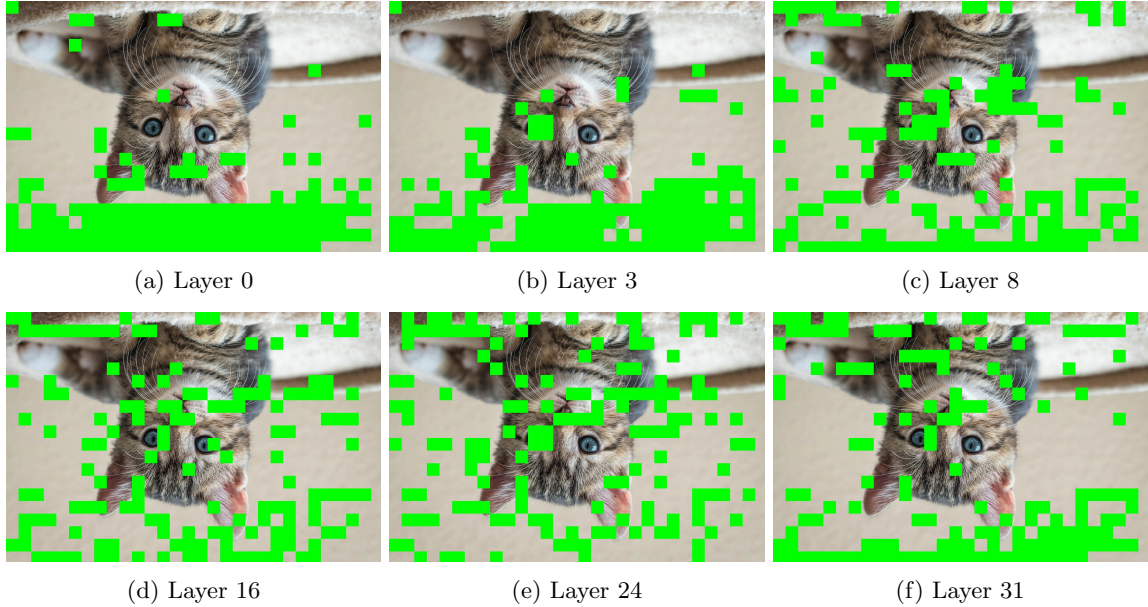 (a) Layer 0
(b) Layer 3
(c) Layer 8
(d) Layer 16
(e) Layer 24
(f) Layer 31